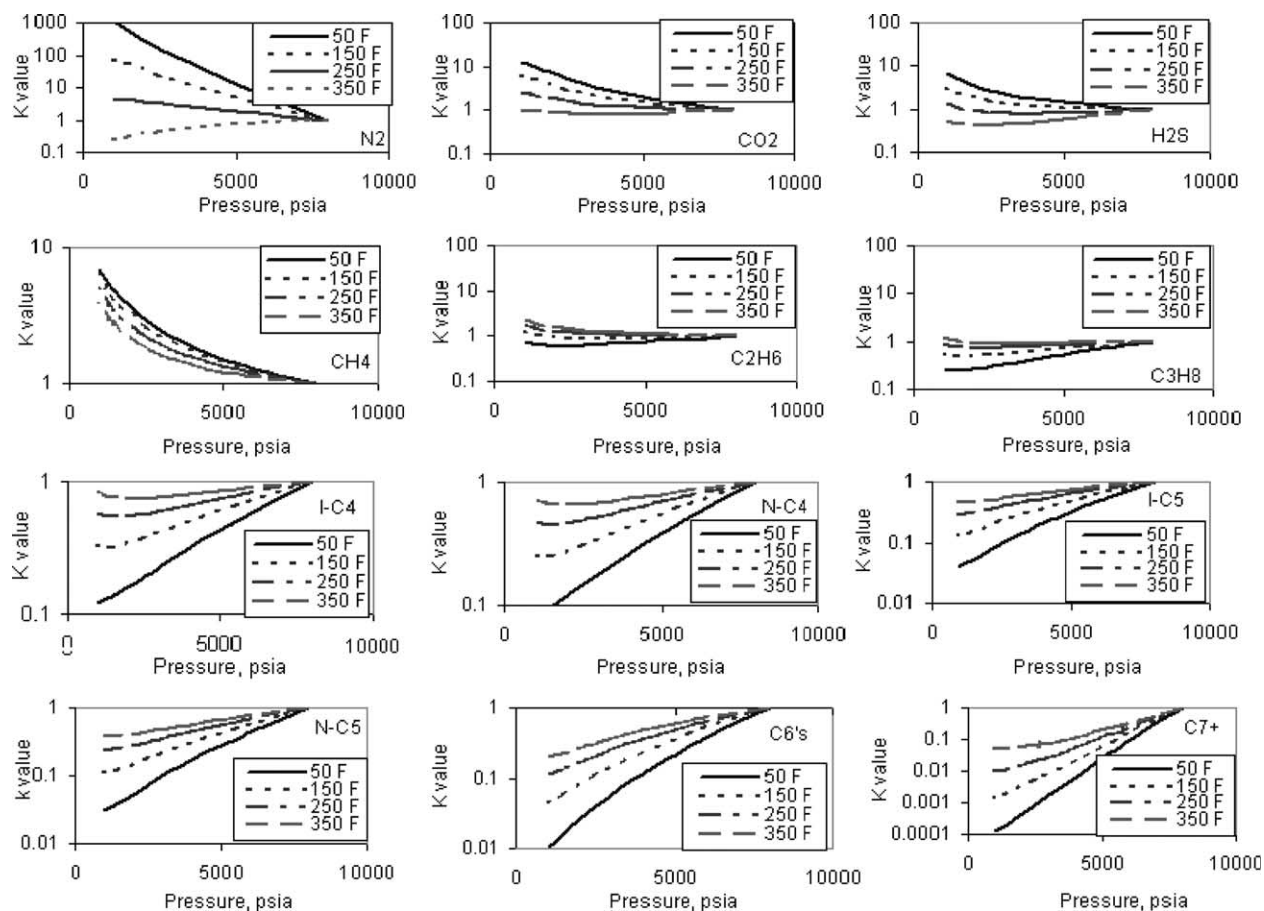 K value
1000
100
10
1
0.1
50 F
150 F
250 F
350 F
N2
0 5000 10000
Pressure, psia
K value
100
10
1
0.1
50 F
150 F
250 F
350 F
CO2
0 5000 10000
Pressure, psia
K value
100
10
1
0.1
50 F
150 F
250 F
350 F
H2S
0 5000 10000
Pressure, psia
K value
10
1
50 F
150 F
250 F
350 F
CH4
0 5000 10000
Pressure, psia
K value
100
10
1
0.1
50 F
150 F
250 F
350 F
C2H6
0 5000 10000
Pressure, psia
K value
100
10
1
0.1
50 F
150 F
250 F
350 F
C3H8
0 5000 10000
Pressure, psia
K value
1
0.1
I-C4
50 F
150 F
250 F
350 F
0 5000 10000
Pressure, psia
K value
1
0.1
N-C4
50 F
150 F
250 F
350 F
0 5000 10000
Pressure, psia
K value
1
0.1
0.01
I-C5
50 F
150 F
250 F
350 F
0 5000 10000
Pressure, psia
k value
1
0.1
0.01
N-C5
50 F
150 F
250 F
350 F
0 5000 10000
Pressure, psia
K value
1
0.1
0.01
C6's
50 F
150 F
250 F
350 F
0 5000 10000
Pressure, psia
K value
1
0.1
0.01
0.001
0.0001
C7+
50 F
150 F
250 F
350 F
0 5000 10000
Pressure, psia